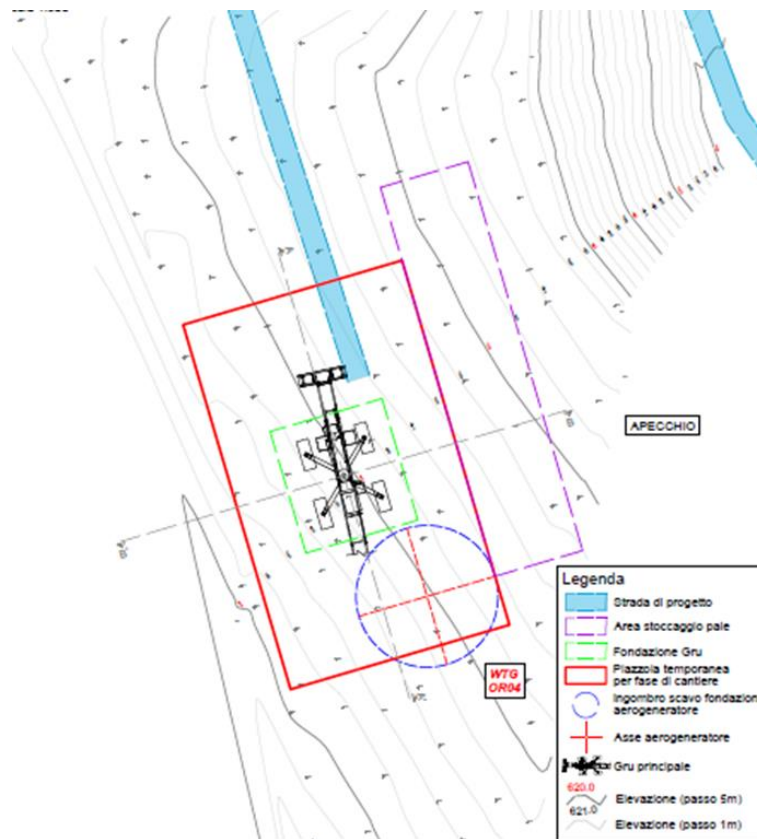 A
B
APECCHIO
B
A
WTG
OR04
Legenda
Strada di progetto
Area stoccaggio pale
Fondazione Gru
Piazzola temporanea
per fase di cantiere
Ingombro scavo fondazion
aerogeneratore
Asse aerogeneratore
Gru principale
620.0
621.0
Elevazione (passo 5m)
Elevazione (passo 1m)